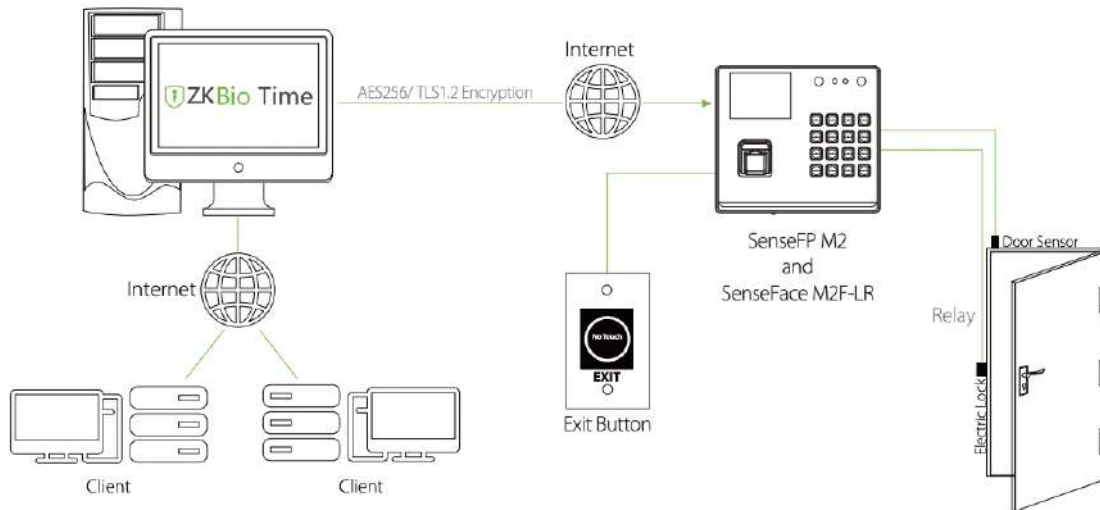 Internet
ZKBio Time
AES256/ TLS1.2 Encryption
SenseFP M2
and
SenseFace M2F-LR
Door Sensor
Internet
Relay
No Touch
EXIT
Electric Lock
Exit Button
Client
Client